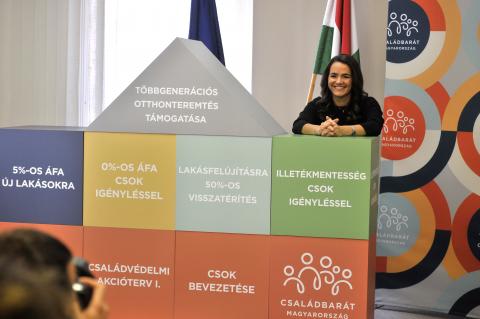 TÖBBGENERÁCIÓS
OTTHONTEREMTÉS
TÁMOGATÁSA
5%-OS ÁFA
ÚJ LAKÁSOKRA
0%-OS ÁFA
CSOK
IGÉNYLÉSSEL
LAKÁSFELÚJÍTÁSRA
50%-OS
VISSZATÉRÍTÉS
ILLETÉKMENTESSÉG
CSOK
IGÉNYLÉSSEL
CSALÁDVÉDELMI
AKCIÓTERV I.
CSOK
BEVEZETÉSE
CSALÁDBARÁT
MAGYARORSZÁG
CSALÁDBARÁT
MAGYARORSZÁG
CSALÁDBARÁT
MAGYARORSZÁG
CSALÁDBARÁT
MAGYARORSZÁG